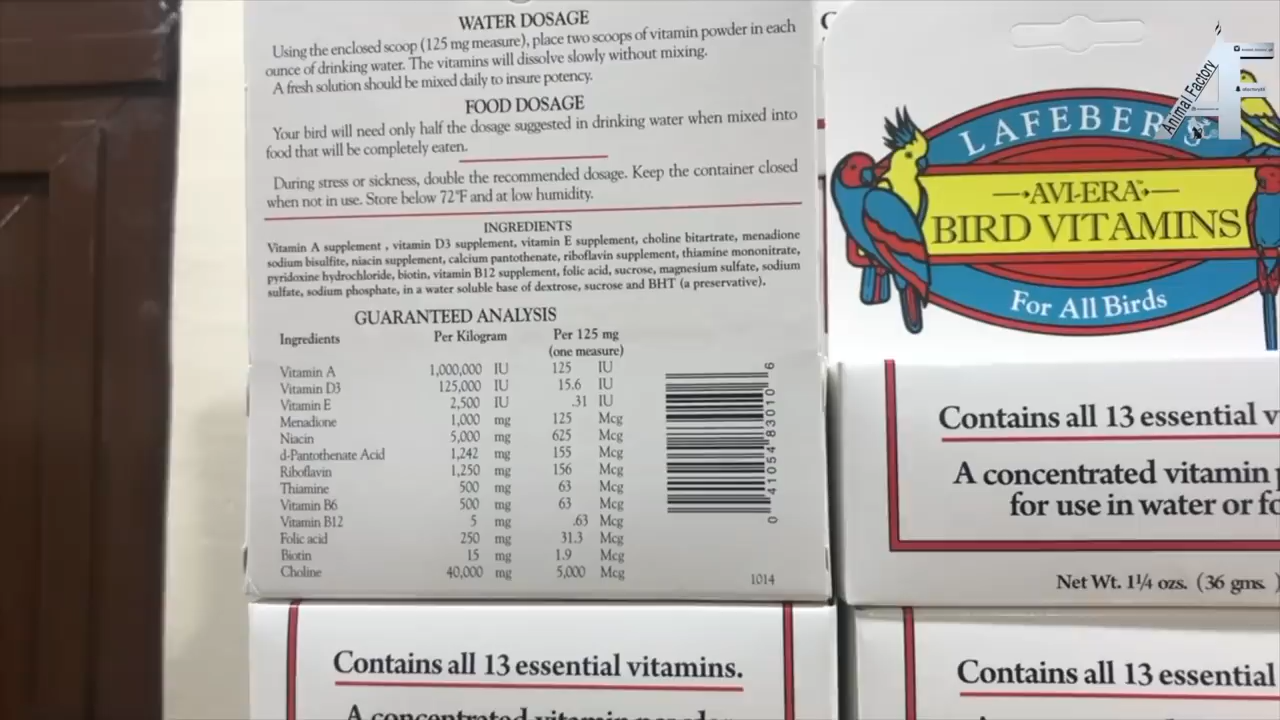 WATER DOSAGE
Using the enclosed scoop (125 mg measure), place two scoops of vitamin powder in each
ounce of drinking water. The vitamins will dissolve slowly without mixing.
A fresh solution should be mixed daily to insure potency.
FOOD DOSAGE
Your bird will need only half the dosage suggested in drinking water when mixed into
food that will be completely eaten.
During stress or sickness, double the recommended dosage. Keep the container closed
when not in use. Store below 72°F and at low humidity.
INGREDIENTS
Vitamin A supplement , vitamin D3 supplement, vitamin E supplement, choline bitartrate, menadione
sodium bisulfite, niacin supplement, calcium pantothenate, riboflavin supplement, thiamine mononitrate,
pyridoxine hydrochloride, biotin, vitamin B12 supplement, folic acid, sucrose, magnesium sulfate, sodium
sulfate, sodium phosphate, in a water soluble base of dextrose, sucrose and BHT (a preservative).
GUARANTEED ANALYSIS
Ingredients Per Kilogram Per 125 mg
(one measure)
Vitamin A 1,000,000 IU 125 IU
Vitamin D3 125,000 IU 15.6 IU
Vitamin E 2,500 IU .31 IU
Menadione 1,000 mg 125 Mcg
Niacin 5,000 mg 625 Mcg
d-Pantothenate Acid 1,242 mg 155 Mcg
Riboflavin 1,250 mg 156 Mcg
Thiamine 500 mg 63 Mcg
Vitamin B6 500 mg 63 Mcg
Vitamin B12 5 mg .63 Mcg
Folic acid 250 mg 31.3 Mcg
Biotin 15 mg 1.9 Mcg
Choline 40,000 mg 5,000 Mcg
0 41054 83010 6
1014
Animal Factory
LAFEBER'S
AVI-ERA
BIRD VITAMINS
For All Birds
Contains all 13 essential v
A concentrated vitamin p
for use in water or fo
Net Wt. 1¼ ozs. (36 gms. )
Contains all 13 essential vitamins.
A concentrated vitamin powder
Contains all 13 essential